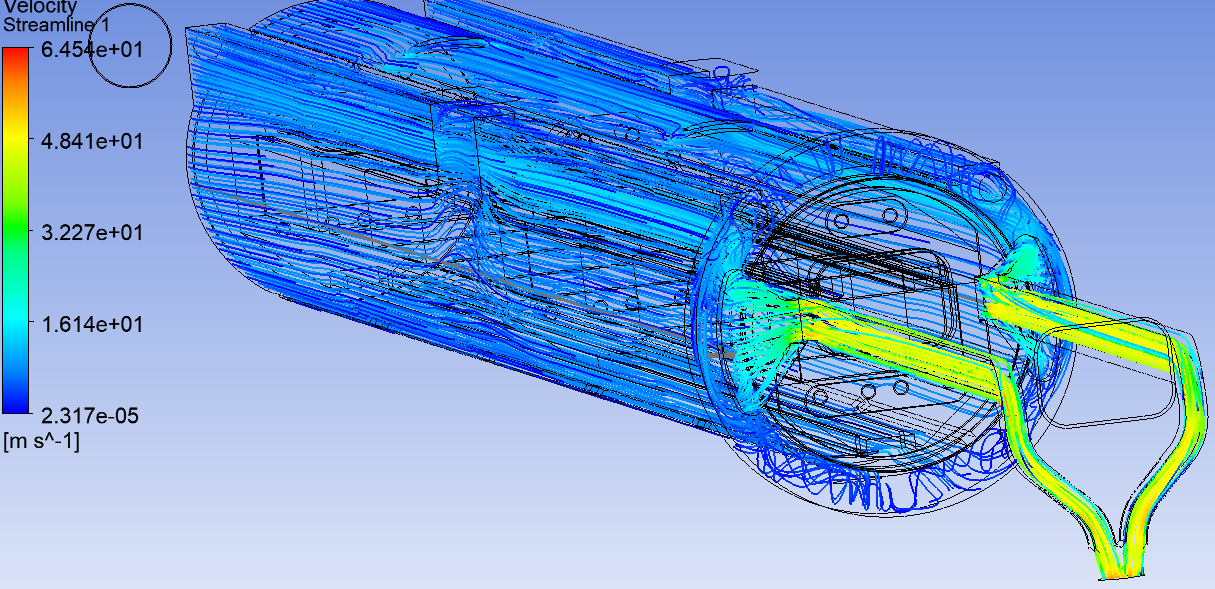 Velocity
Streamline 1
6.454e+01
4.841e+01
3.227e+01
1.614e+01
2.317e-05
[m s^-1]